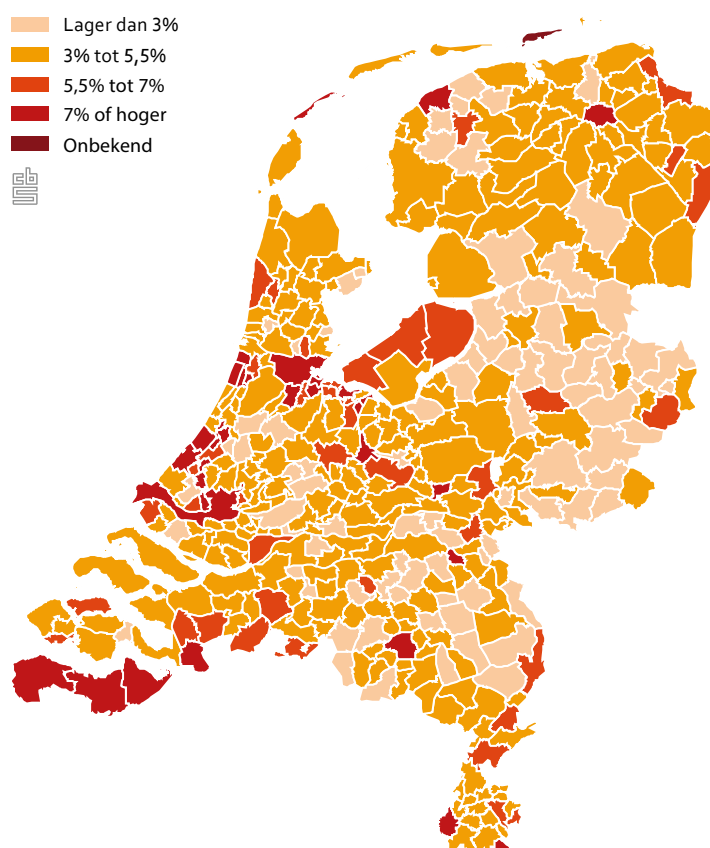 Lager dan 3%
3% tot 5,5%
5,5% tot 7%
7% of hoger
Onbekend